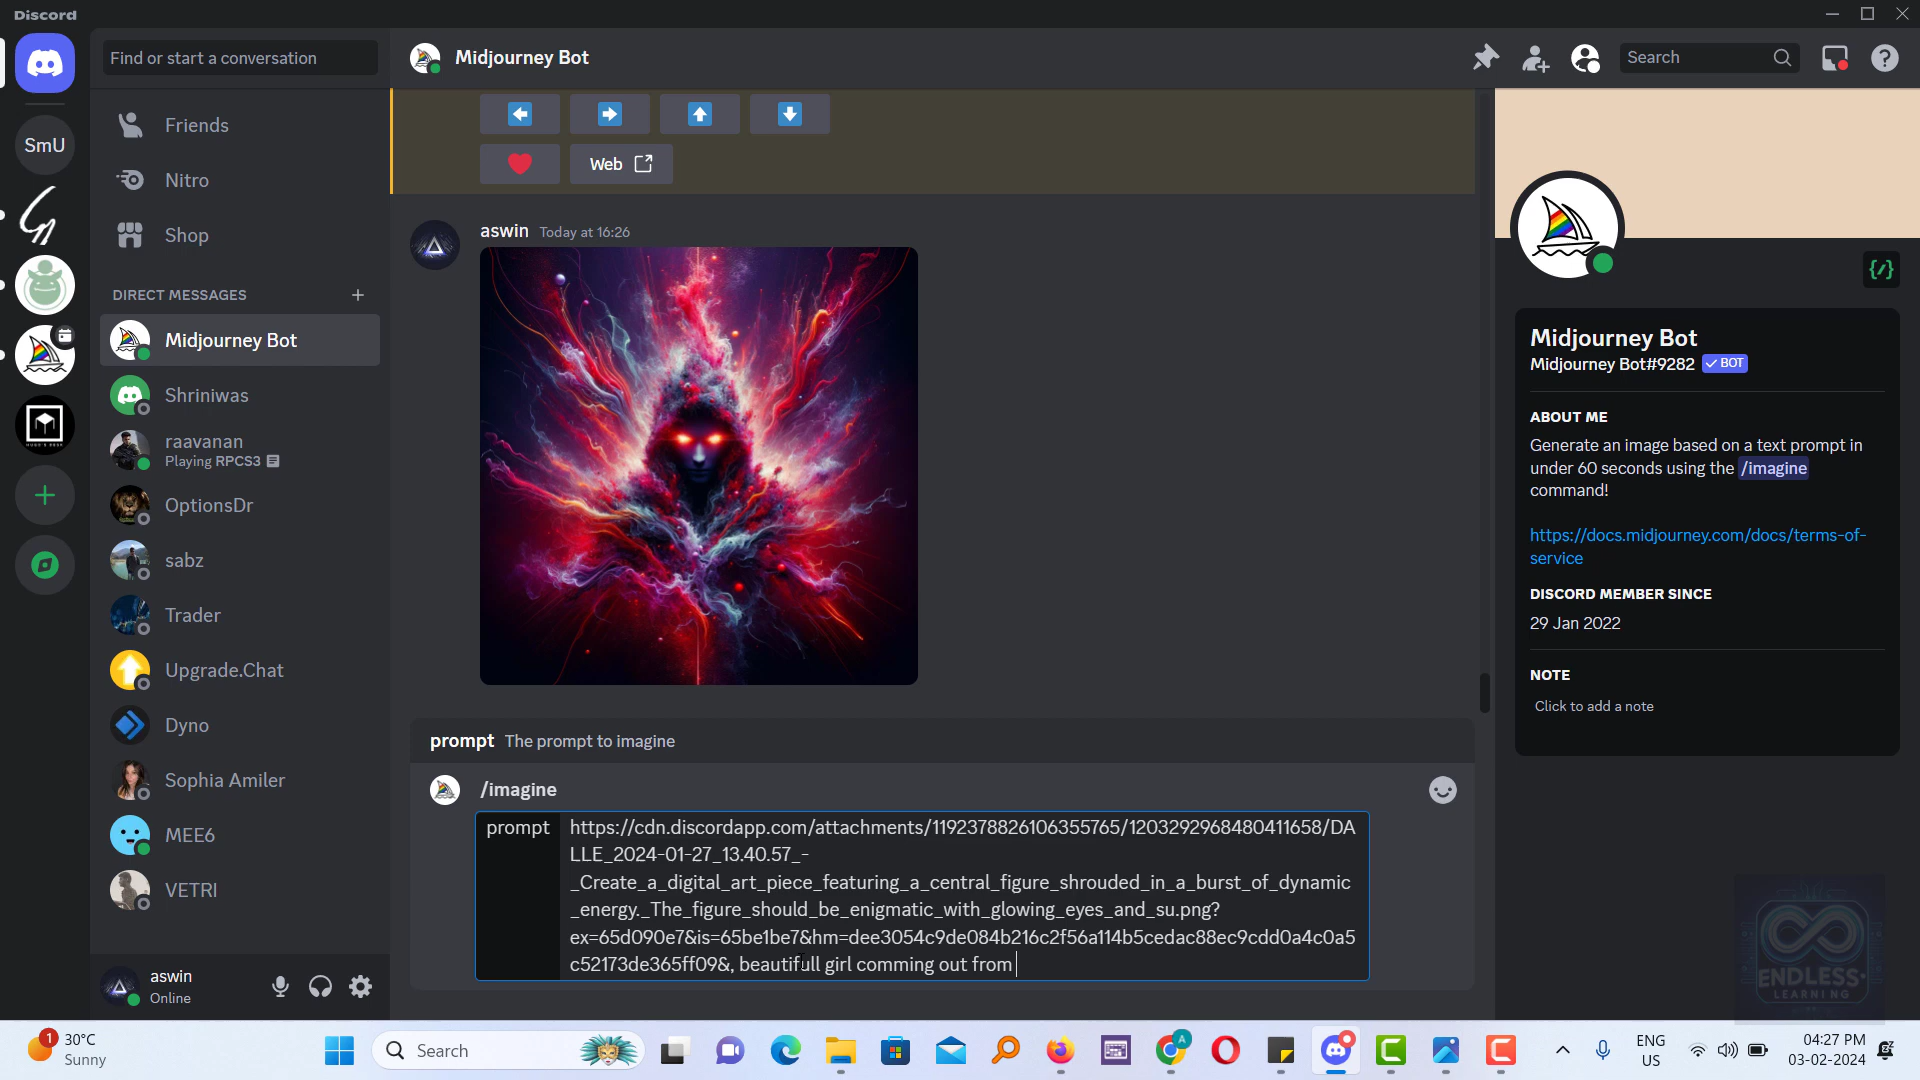 Discord
Find or start a conversation
Midjourney Bot
Search
SmU
Friends
Nitro
Shop
DIRECT MESSAGES
Midjourney Bot
Shriniwas
raavanan
Playing RPCS3
OptionsDr
sabz
Trader
Upgrade.Chat
Dyno
Sophia Amiler
MEE6
VETRI
aswin
Online
Web
aswin Today at 16:26
prompt The prompt to imagine
/imagine
prompt https://cdn.discordapp.com/attachments/1192378826106355765/1203292968480411658/DA
LLE_2024-01-27_13.40.57_-
_Create_a_digital_art_piece_featuring_a_central_figure_shrouded_in_a_burst_of_dynamic
_energy._The_figure_should_be_enigmatic_with_glowing_eyes_and_su.png?
ex=65d090e7&is=65be1be7&hm=dee3054c9de084b216c2f56a114b5cedac88ec9cdd0a4c0a5
c52173de365ff09&, beautifull girl comming out from
Midjourney Bot
Midjourney Bot#9282 BOT
ABOUT ME
Generate an image based on a text prompt in
under 60 seconds using the /imagine
command!
https://docs.midjourney.com/docs/terms-of-
service
DISCORD MEMBER SINCE
29 Jan 2022
NOTE
Click to add a note
ENDLESS
LEARNING
1
30°C
Sunny
Search
A
ENG
US
04:27 PM
03-02-2024